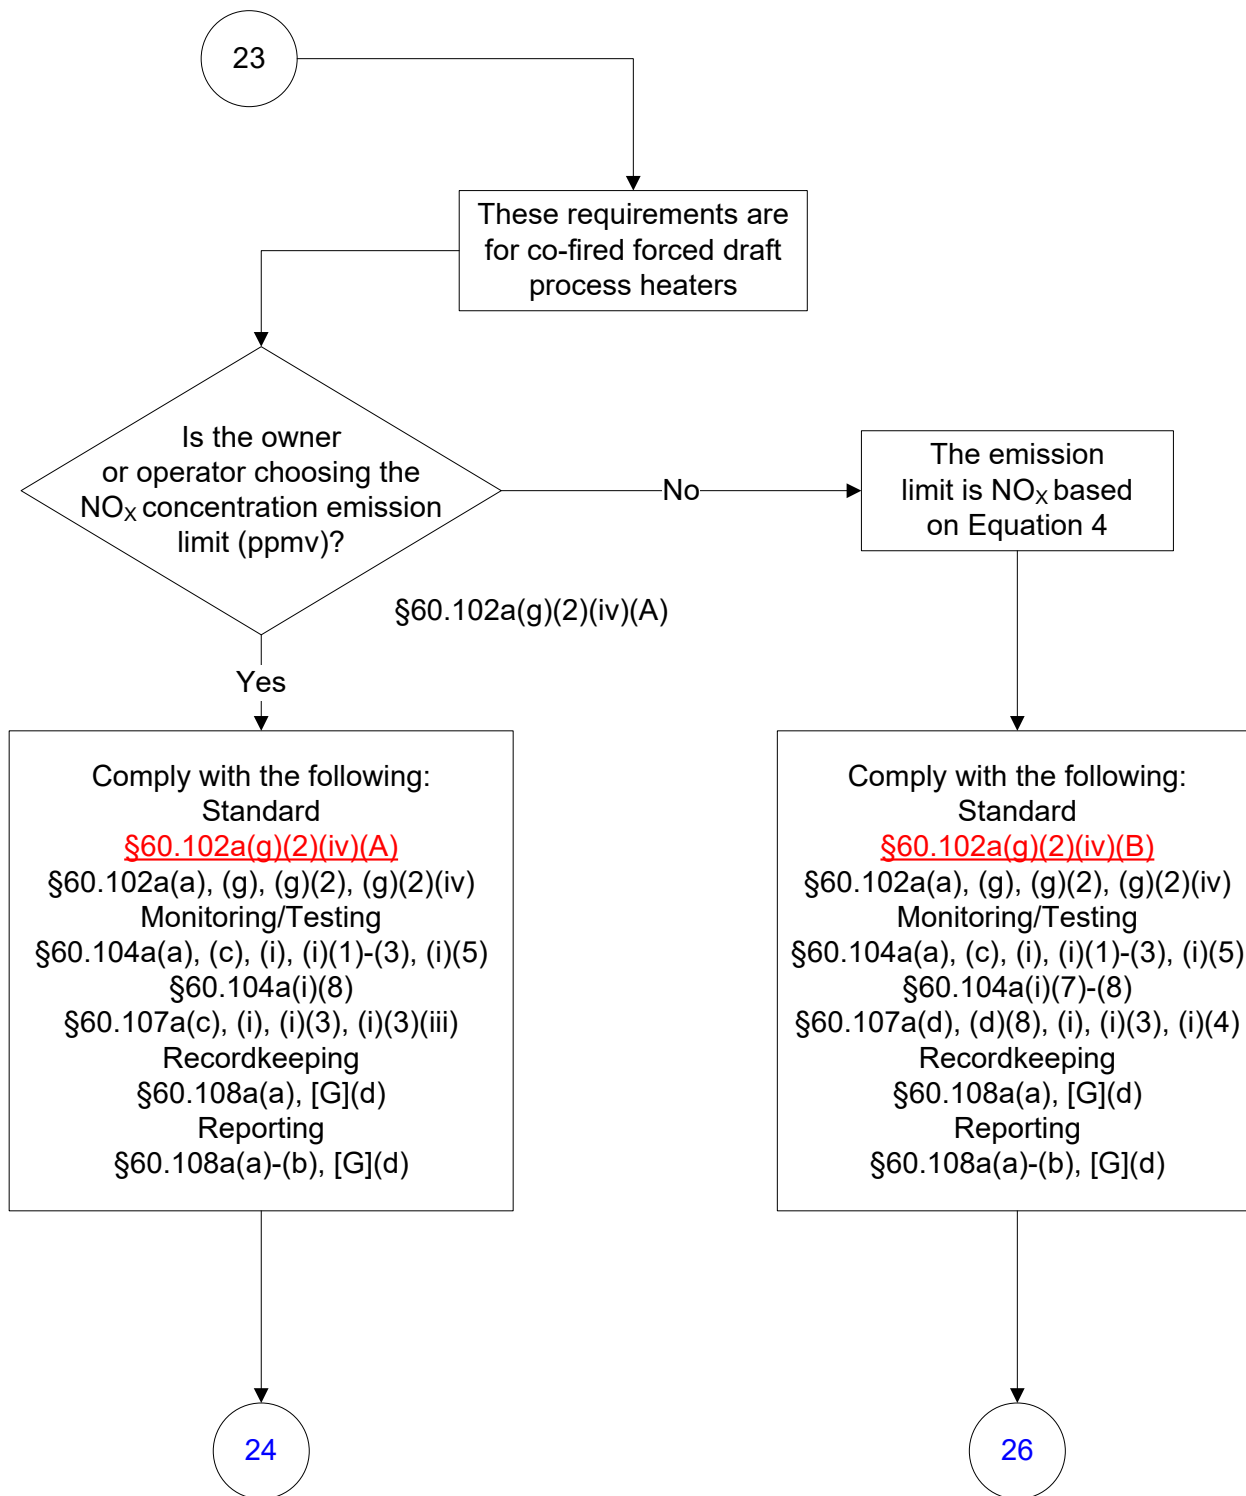 23
These requirements are
for co-fired forced draft
process heaters
Is the owner
or operator choosing the
NOX concentration emission
limit (ppmv)?
No
The emission
limit is NOX based
on Equation 4
§60.102a(g)(2)(iv)(A)
Yes
Comply with the following:
Standard
§60.102a(g)(2)(iv)(A)
§60.102a(a), (g), (g)(2), (g)(2)(iv)
Monitoring/Testing
§60.104a(a), (c), (i), (i)(1)-(3), (i)(5)
§60.104a(i)(8)
§60.107a(c), (i), (i)(3), (i)(3)(iii)
Recordkeeping
§60.108a(a), [G](d)
Reporting
§60.108a(a)-(b), [G](d)
Comply with the following:
Standard
§60.102a(g)(2)(iv)(B)
§60.102a(a), (g), (g)(2), (g)(2)(iv)
Monitoring/Testing
§60.104a(a), (c), (i), (i)(1)-(3), (i)(5)
§60.104a(i)(7)-(8)
§60.107a(d), (d)(8), (i), (i)(3), (i)(4)
Recordkeeping
§60.108a(a), [G](d)
Reporting
§60.108a(a)-(b), [G](d)
24
26